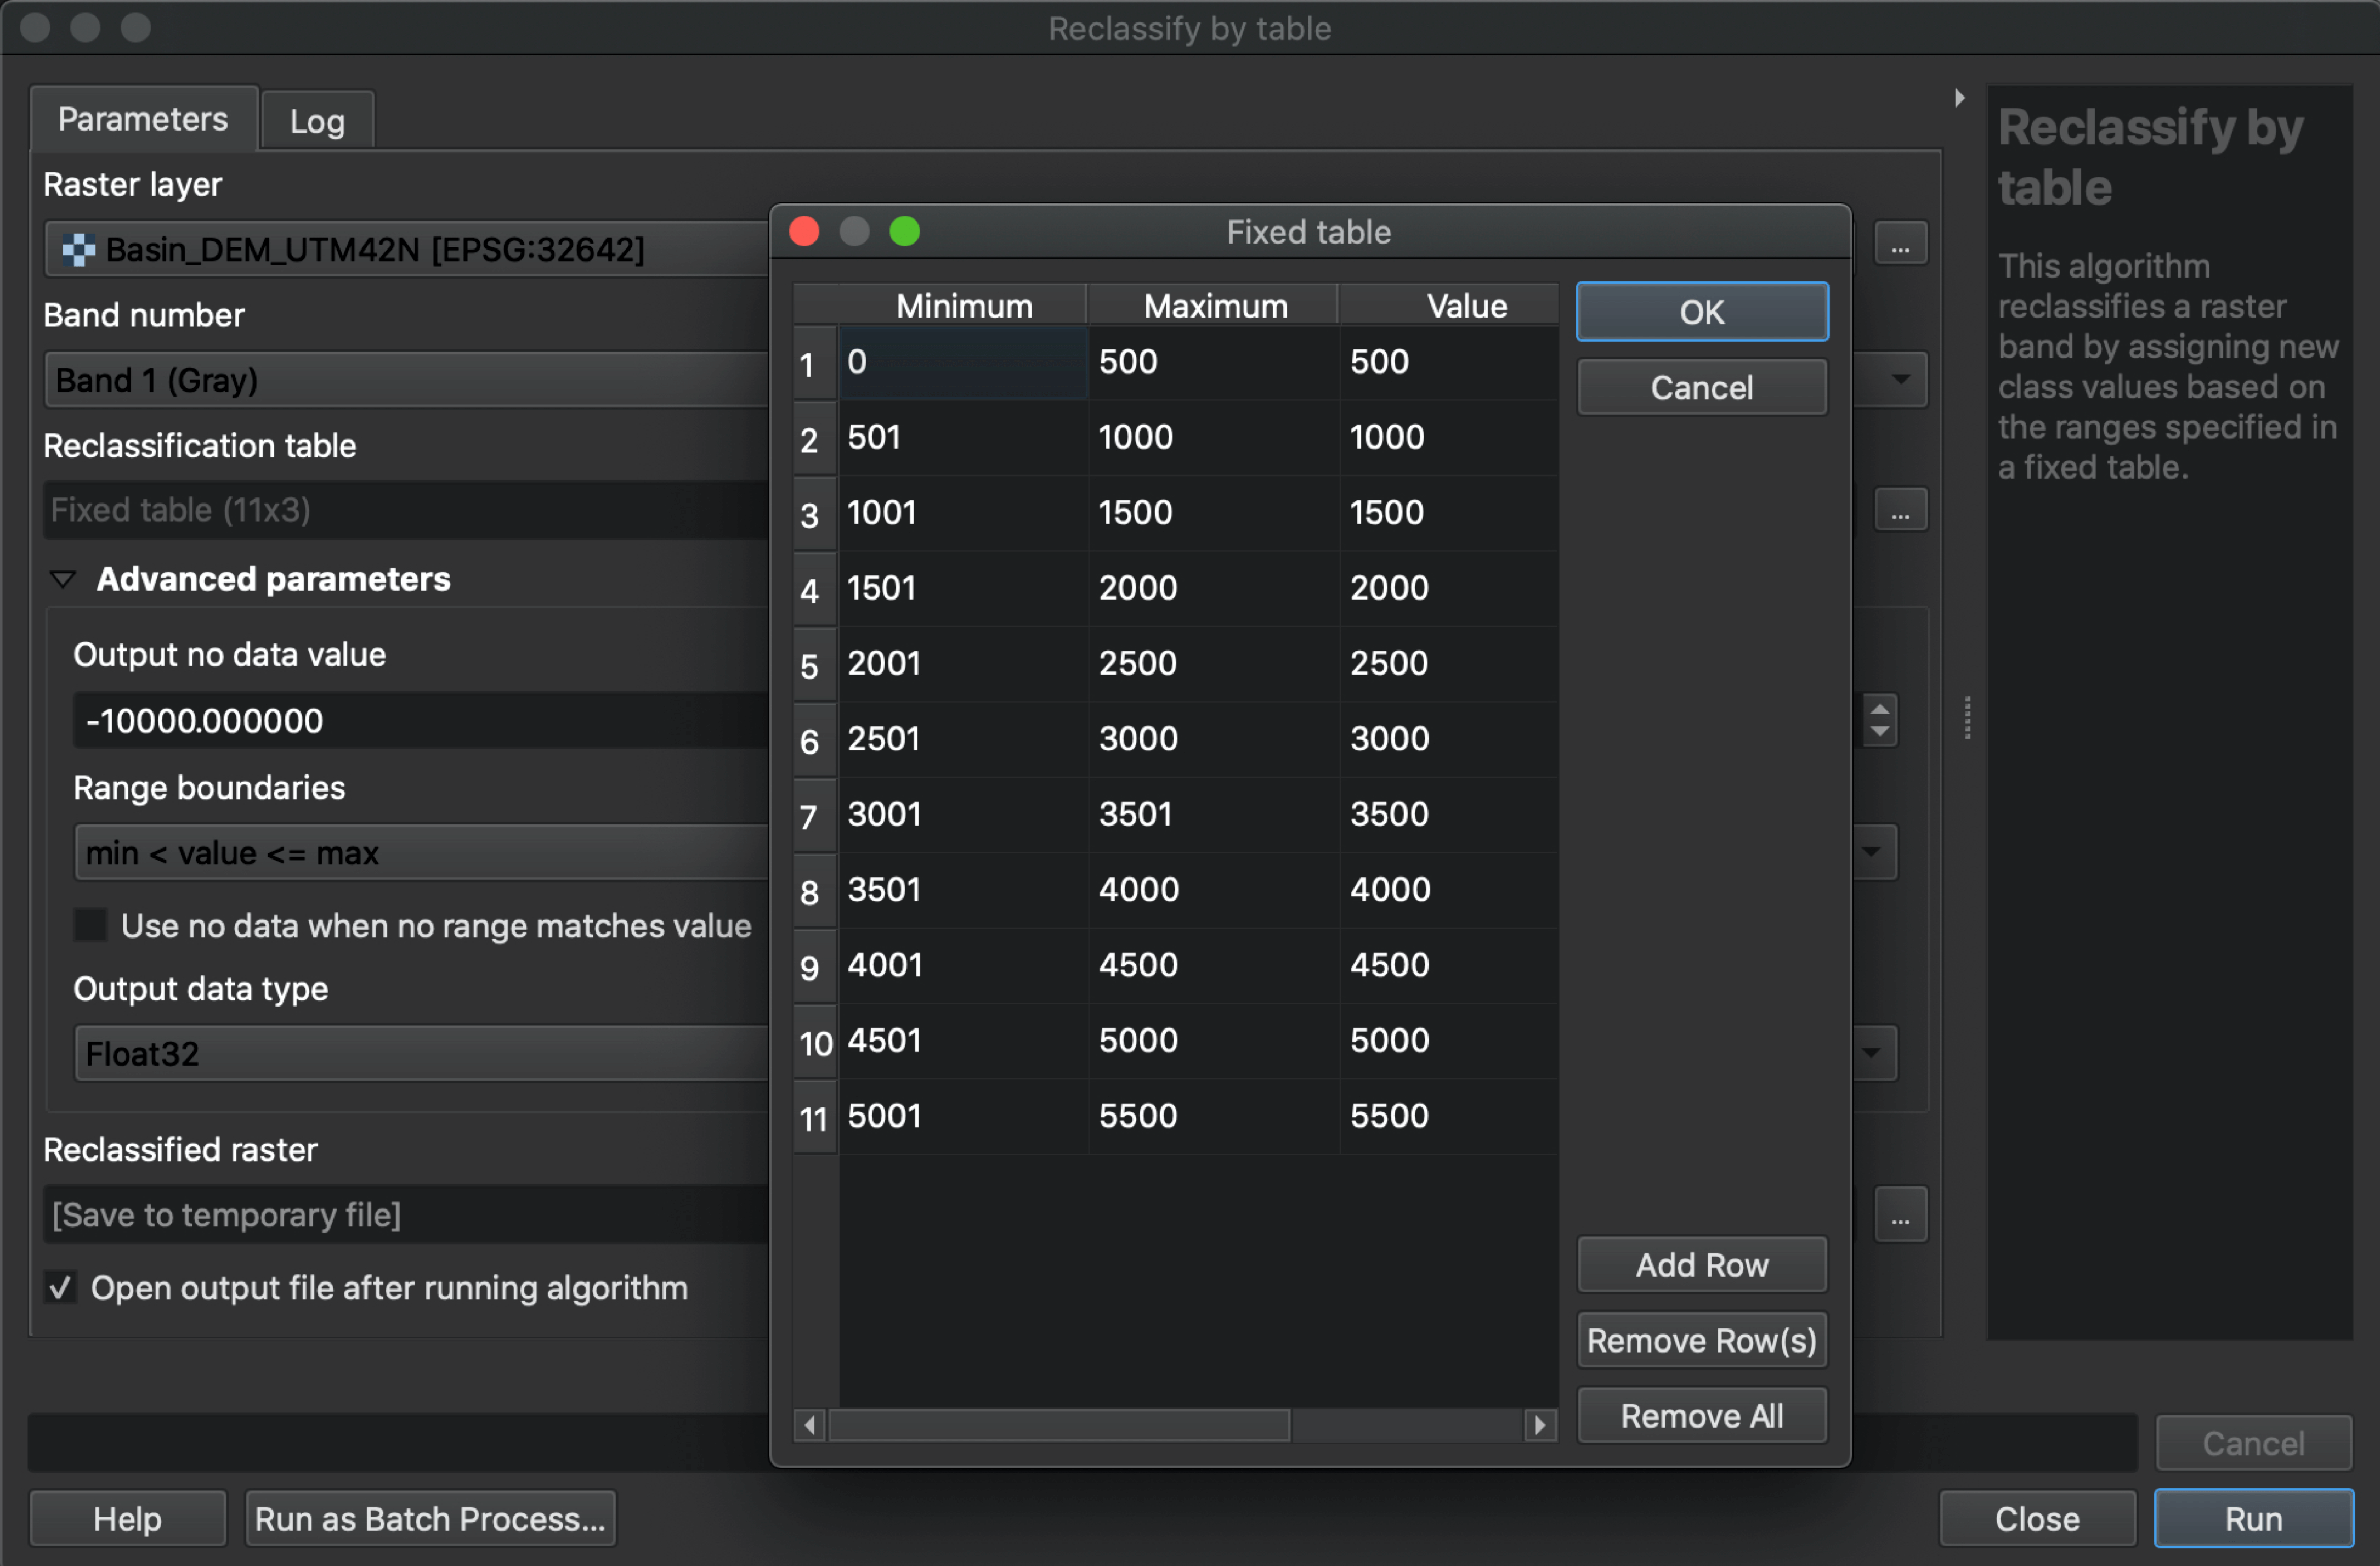 Reclassify by table
Parameters
Log
Raster layer
Basin_DEM_UTM42N [EPSG:32642]
...
Band number
Band 1 (Gray)
Reclassification table
Fixed table (11x3)
...
Advanced parameters
Output no data value
-10000.000000
Range boundaries
min < value <= max
Use no data when no range matches value
Output data type
Float32
Reclassified raster
[Save to temporary file]
...
Open output file after running algorithm
Fixed table
Minimum Maximum Value
1 0 500 500
2 501 1000 1000
3 1001 1500 1500
4 1501 2000 2000
5 2001 2500 2500
6 2501 3000 3000
7 3001 3501 3500
8 3501 4000 4000
9 4001 4500 4500
10 4501 5000 5000
11 5001 5500 5500
OK
Cancel
Add Row
Remove Row(s)
Remove All
Reclassify by
table
This algorithm
reclassifies a raster
band by assigning new
class values based on
the ranges specified in
a fixed table.
Cancel
Help
Run as Batch Process...
Close
Run